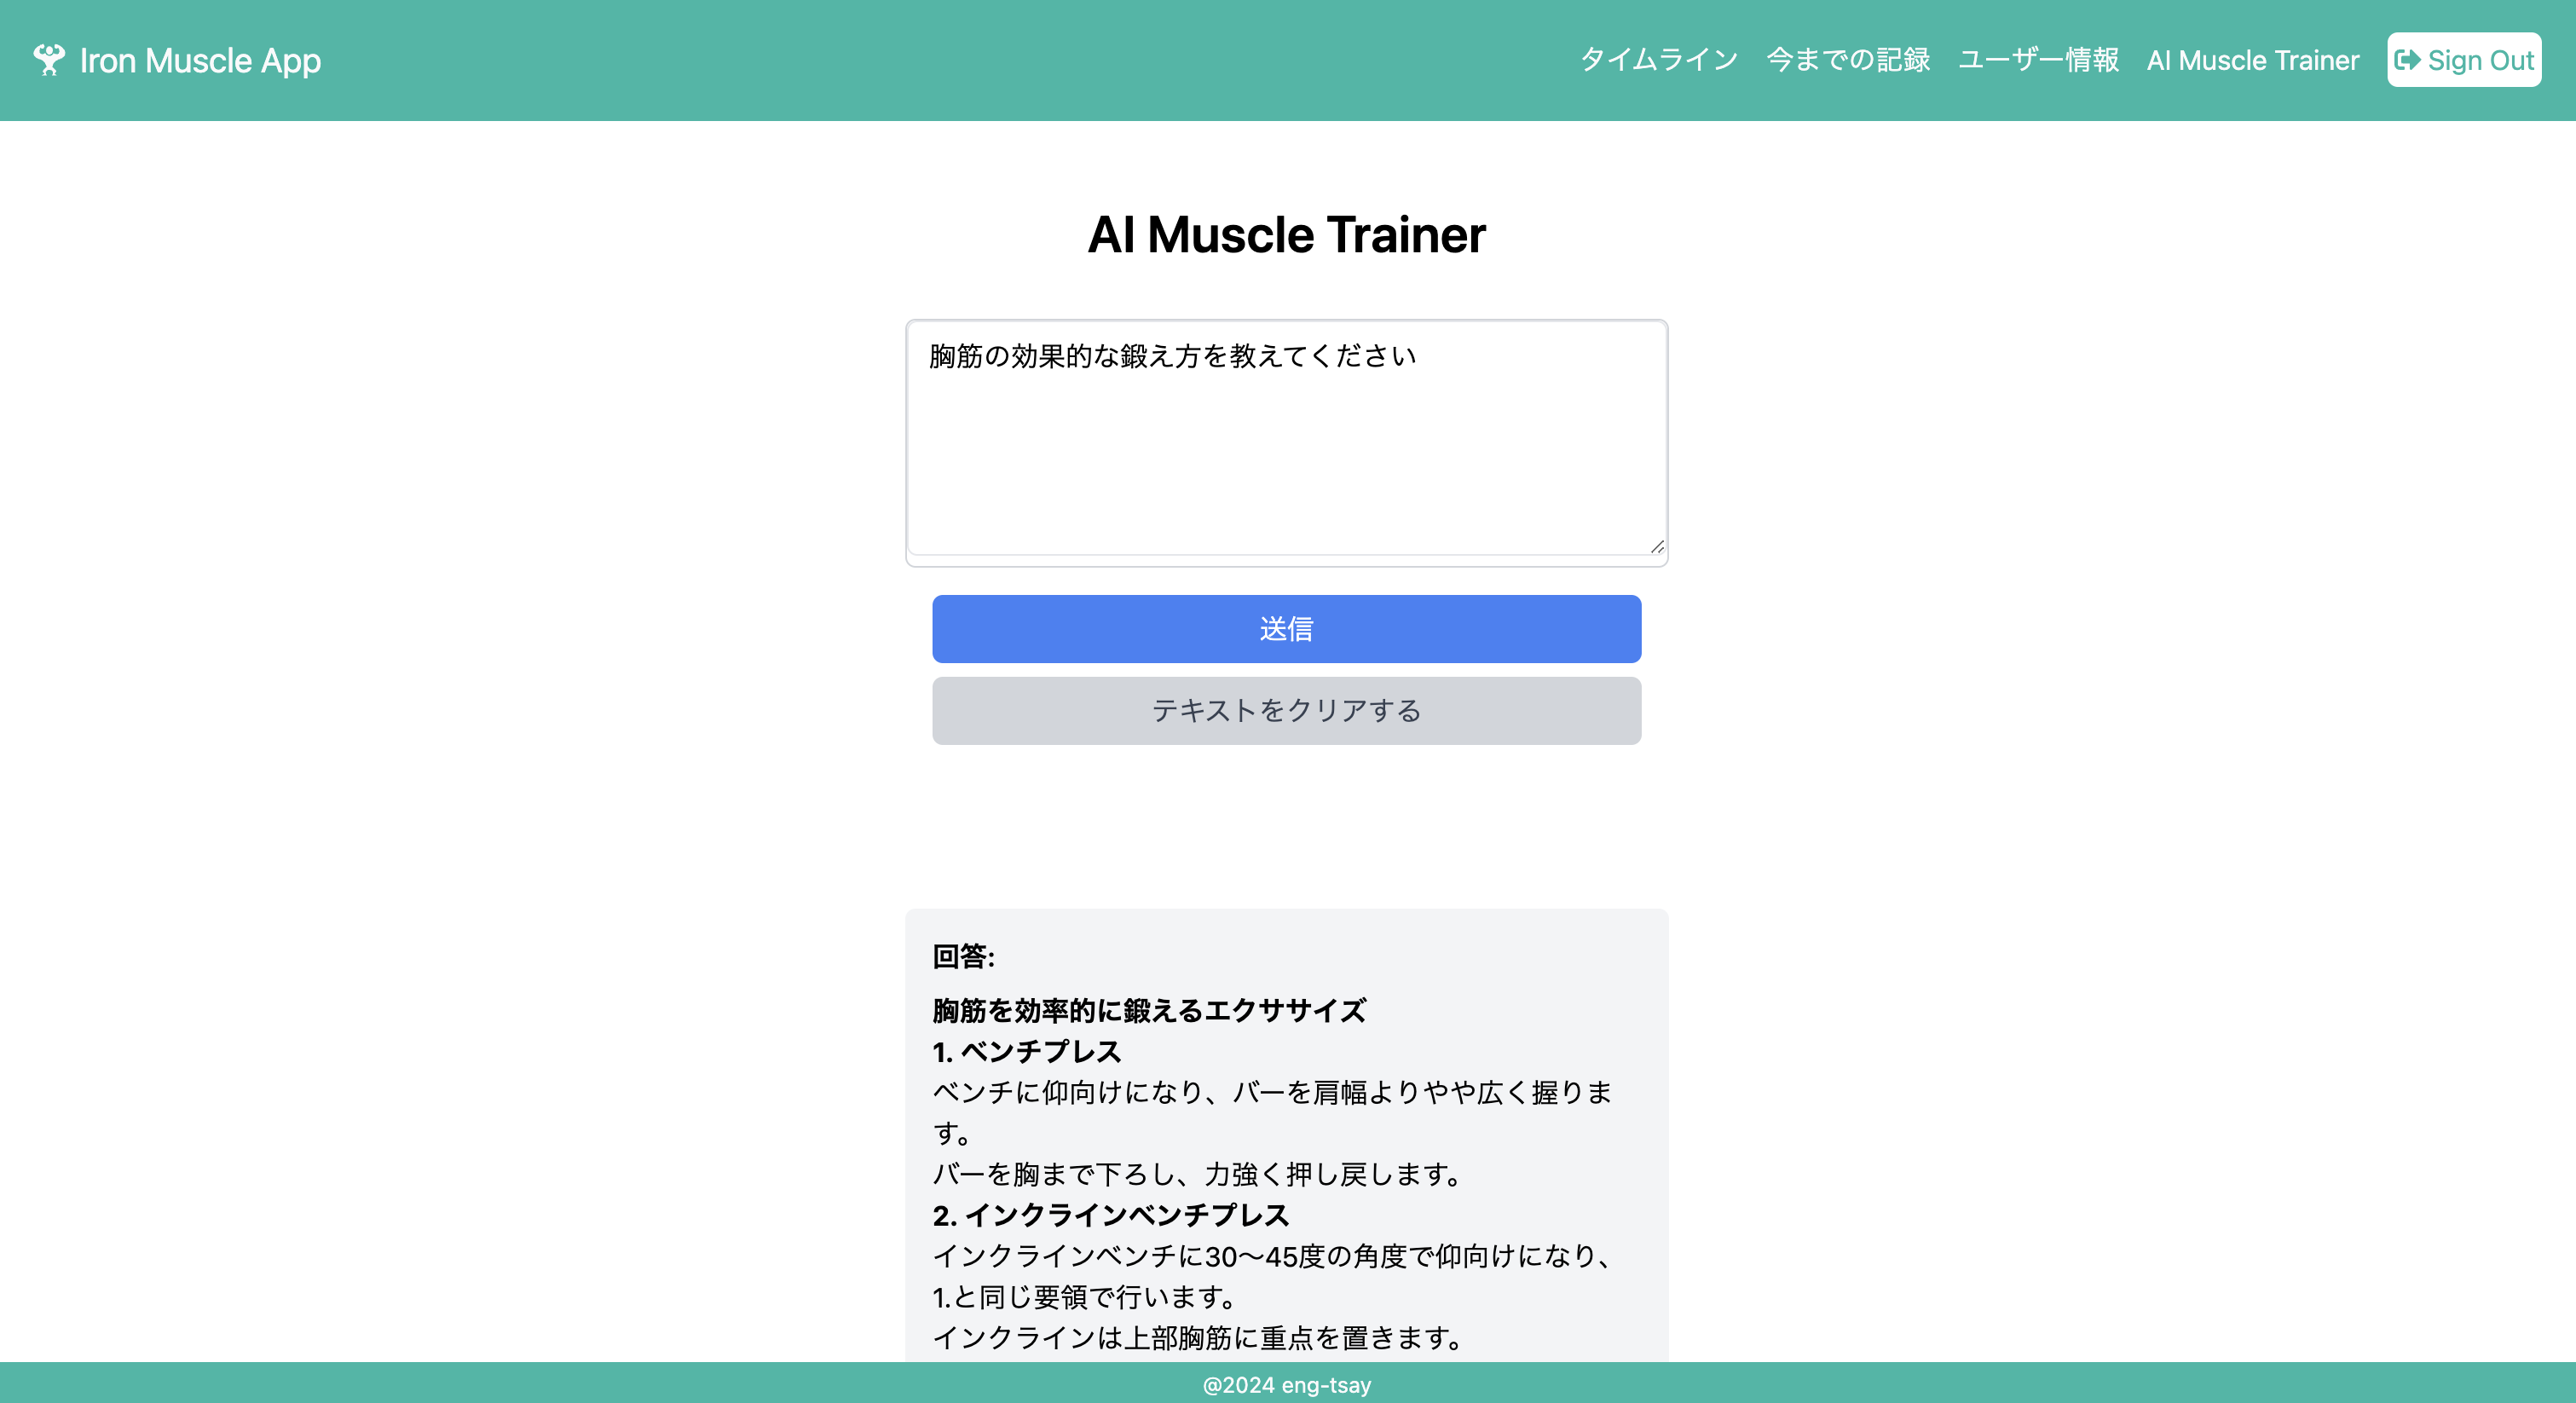 Iron Muscle App
タイムライン 今までの記録 ユーザー情報 AI Muscle Trainer Sign Out
AI Muscle Trainer
胸筋の効果的な鍛え方を教えてください
送信
テキストをクリアする
回答:
胸筋を効率的に鍛えるエクササイズ
1. ベンチプレス
ベンチに仰向けになり、バーを肩幅よりやや広く握りま
す。
バーを胸まで下ろし、力強く押し戻します。
2. インクラインベンチプレス
インクラインベンチに30〜45度の角度で仰向けになり、
1.と同じ要領で行います。
インクラインは上部胸筋に重点を置きます。
@2024 eng-tsay